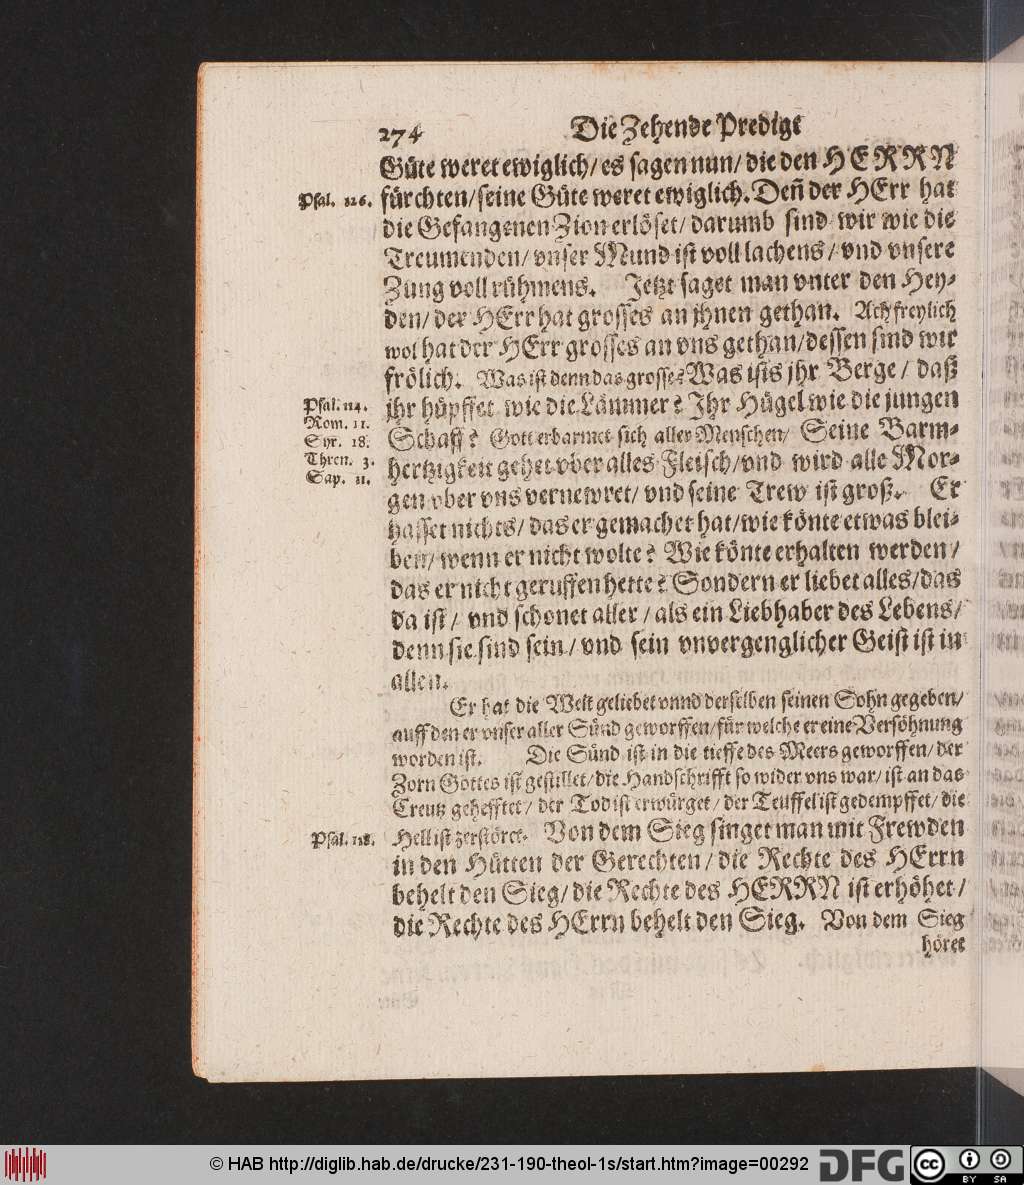 274 Die Zehende Predigt
Güte weret ewiglich/ es sagen nun/ die den HERRN
Psal. 126. fürchten/ seine Güte weret ewiglich. Deñ der HErr hat
die Gefangenen Zion erlöset/ darumb sind wir wie die
Treumenden/ vnser Mund ist voll lachens/ vnd vnsere
Zung voll rühmens. Jetzt saget man vnter den Hey-
den/ der HErr hat grosses an jhnen gethan. Ach freylich
wol hat der HErr grosses an vns gethan/ dessen sind wir
frölich. Was ist denn das grosse? Was ists jhr Berge/ daß
Psal. 114. jhr hüpffet wie die Lämmer? Jhr Hügel wie die jungen
Rom. 11.
Syr. 18. Schaff? Gott erbarmet sich aller Menschen/ Seine Barm-
Thren. 3. hertzigkeit gehet vber alles Fleisch/ vnd wird alle Mor-
Sap. 11. gen vber vns vernewret/ vnd seine Trew ist groß. Er
hasset nichts/ das er gemachet hat/ wie könte etwas blei-
ben/ wenn er nicht wolte? Wie könte erhalten werden/
das er nicht geruffen hette? Sondern er liebet alles/ das
da ist/ vnd schonet aller/ als ein Liebhaber des Lebens/
denn sie sind sein/ vnd sein vnvergenglicher Geist ist in
allen.
Er hat die Welt geliebet vnnd derselben seinen Sohn gegeben/
auff den er vnser aller Sünd geworffen/ für welche er eine Versöhnung
worden ist. Die Sünd ist in die tieffe des Meers geworffen/ der
Zorn Gottes ist gestillet/ die Handschrifft so wider vns war/ ist an das
Creutz gehefftet/ der Tod ist erwürget/ der Teuffel ist gedempffet/ die
Psal. 118. Hell ist zerstöret. Von dem Sieg singet man mit Frewden
in den Hütten der Gerechten/ die Rechte des HErrn
behelt den Sieg/ die Rechte des HERRN ist erhöhet/
die Rechte des HErrn behelt den Sieg. Von dem Sieg
höret
© HAB http://diglib.hab.de/drucke/231-190-theol-1s/start.htm?image=00292 DFG cc BY SA